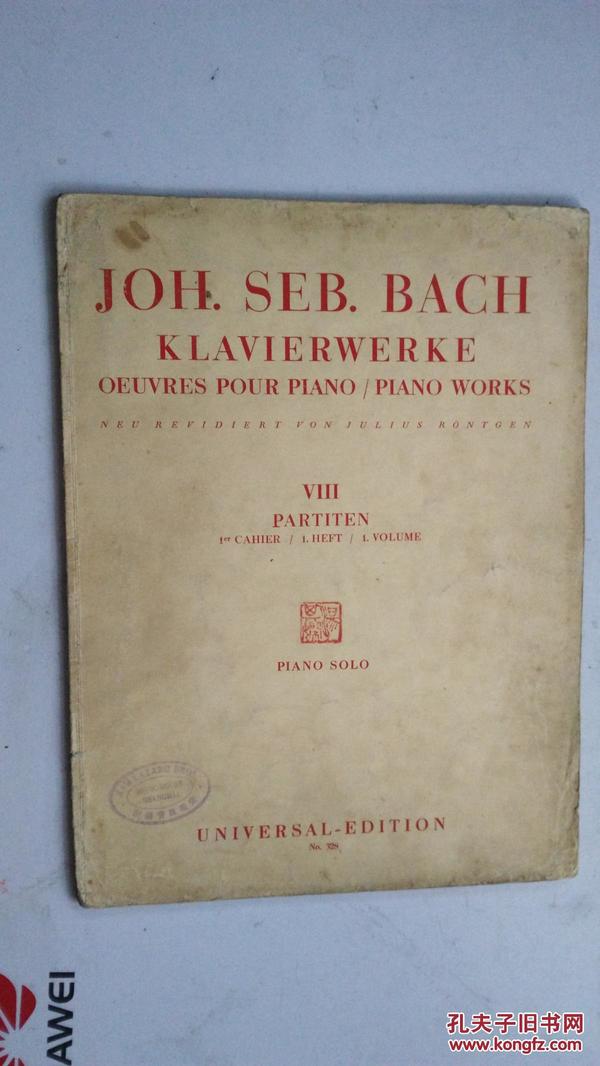 JOH. SEB. BACH
KLAVIERWERKE
OEUVRES POUR PIANO / PIANO WORKS
NEU REVIDIERT VON JULIUS RÖNTGEN
VIII
PARTITEN
1er CAHIER / 1. HEFT / 1. VOLUME
PIANO SOLO
UNIVERSAL-EDITION
No. 328
AWEI
孔夫子旧书网
www.kongfz.com